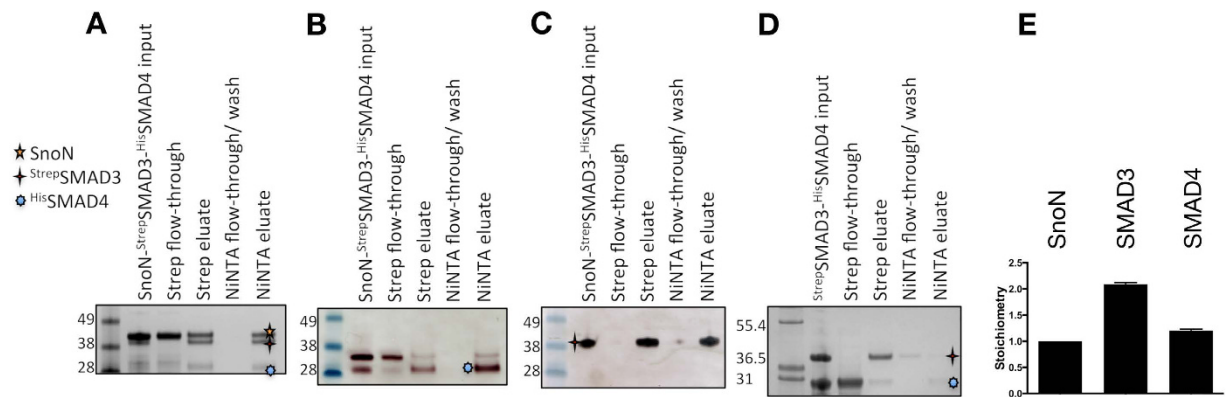 A
B
C
D
E
SnoN
StrepSMAD3
HisSMAD4
SnoN-StrepSMAD3-HisSMAD4 input
Strep flow-through
Strep eluate
NiNTA flow-through/ wash
NiNTA eluate
49
38
28
SnoN-StrepSMAD3-HisSMAD4 input
Strep flow-through
Strep eluate
NiNTA flow-through/ wash
NiNTA eluate
49
38
28
SnoN-StrepSMAD3-HisSMAD4 input
Strep flow-through
Strep eluate
NiNTA flow-through/ wash
NiNTA eluate
49
38
28
StrepSMAD3-HisSMAD4 input
Strep flow-through
Strep eluate
NiNTA flow-through/ wash
NiNTA eluate
55.4
36.5
31
SnoN
SMAD3
SMAD4
Stoichiometry
2.5
2.0
1.5
1.0
0.5
0.0